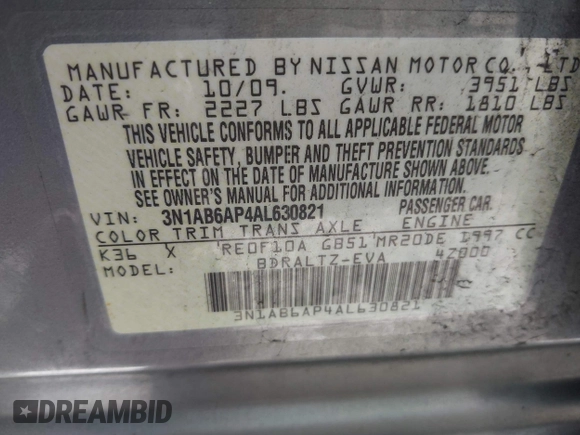 MANUFACTURED BY NISSAN MOTOR CO., LTD
DATE: 10/09. GVWR: 3951 LBS
GAWR FR: 2227 LBS GAWR RR: 1810 LBS
THIS VEHICLE CONFORMS TO ALL APPLICABLE FEDERAL MOTOR
VEHICLE SAFETY, BUMPER AND THEFT PREVENTION STANDARDS
IN EFFECT ON THE DATE OF MANUFACTURE SHOWN ABOVE.
SEE OWNER'S MANUAL FOR ADDITIONAL INFORMATION.
VIN: 3N1AB6AP4AL630821 PASSENGER CAR.
COLOR TRIM TRANS AXLE ENGINE
K36 X RE0F10A GB51 MR20DE 1997 CC
MODEL: BDRALTZ-EVA 4Z000
3N1AB6AP4AL630821
DREAMBID